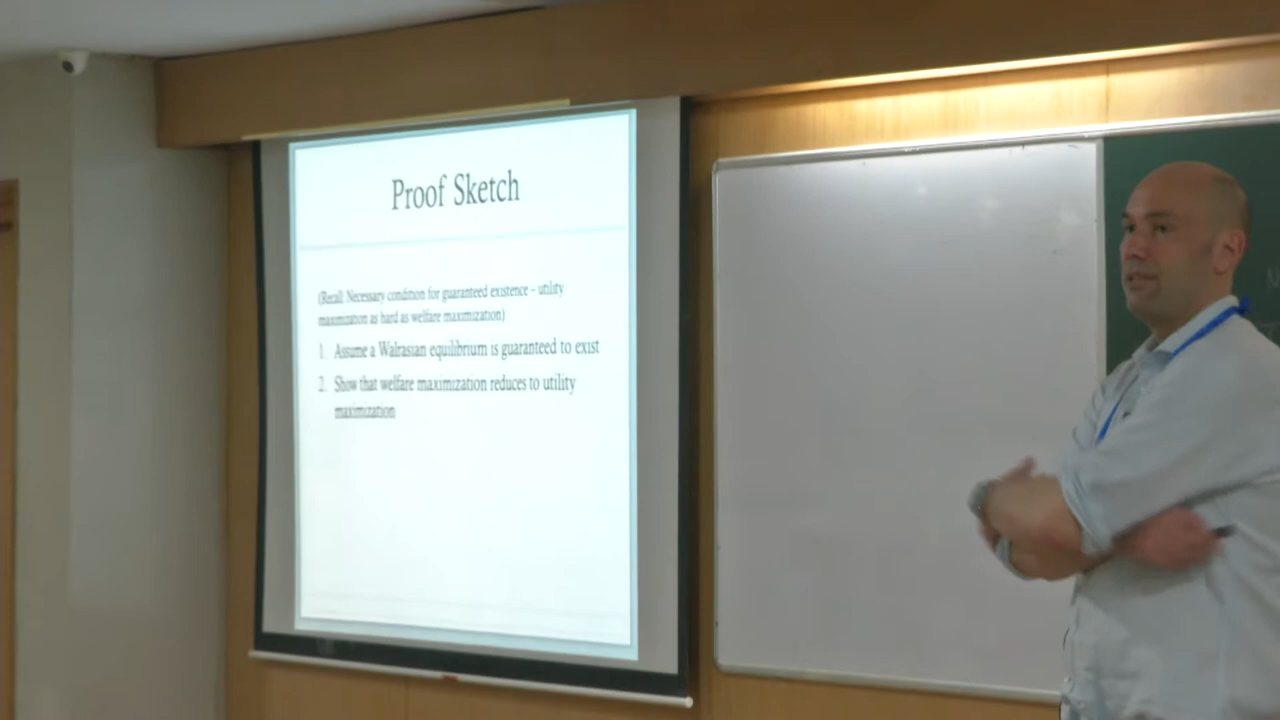 Proof Sketch
(Recall: Necessary condition for guaranteed existence – utility
maximization as hard as welfare maximization)
1. Assume a Walrasian equilibrium is guaranteed to exist
2. Show that welfare maximization reduces to utility
maximization